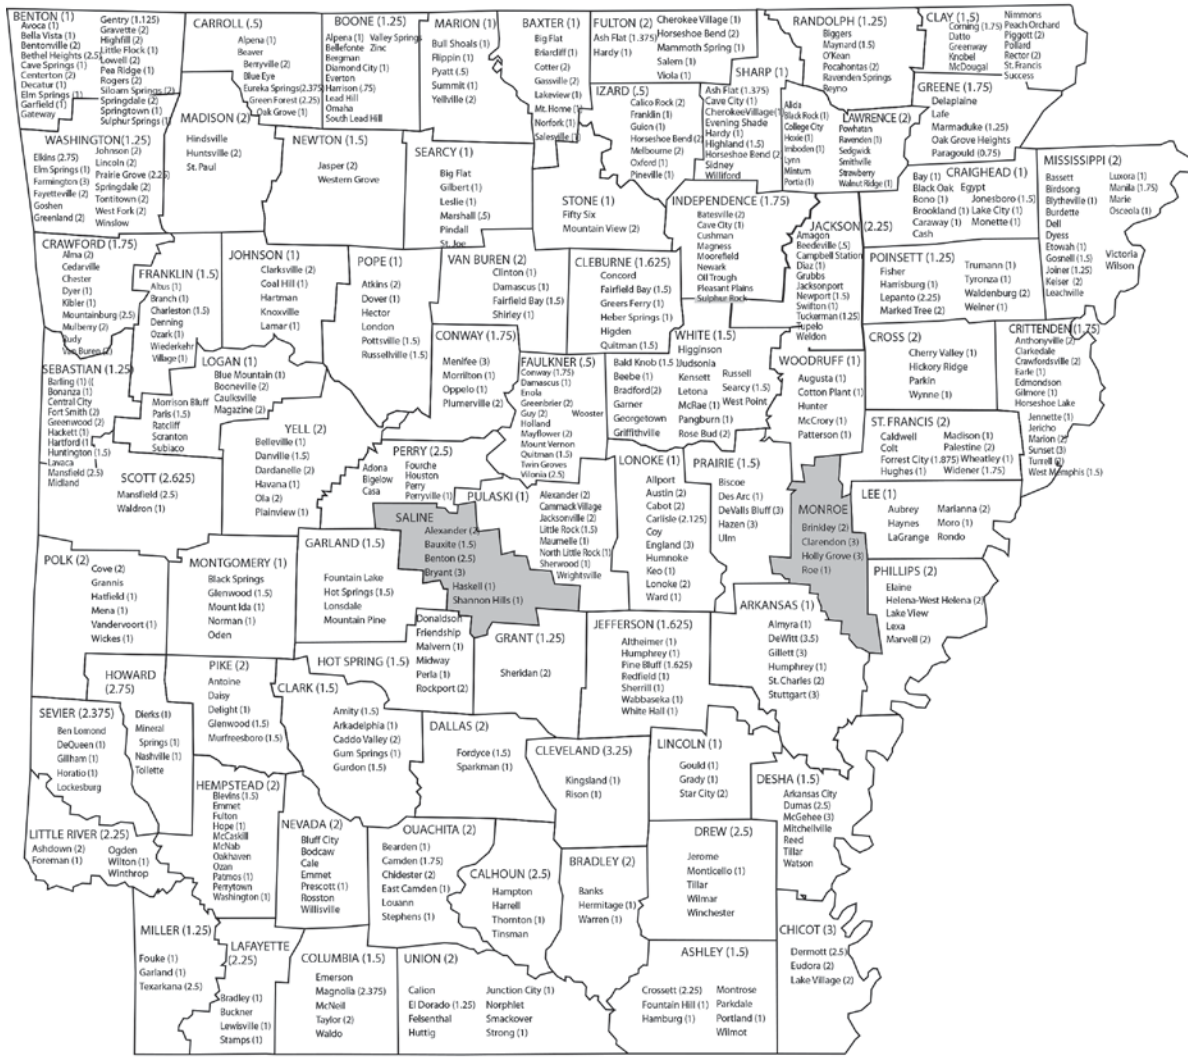 BENTON (1)
Avoca (1)
Bella Vista (1)
Bentonville (2)
Bethel Heights (2.5)
Cave Springs (1)
Centerton (2)
Decatur (1)
Elm Springs (1)
Garfield (1)
Gateway
Gentry (1.125)
Gravette (2)
Highfill (2)
Little Flock (1)
Lowell (2)
Pea Ridge (1)
Rogers (2)
Siloam Springs (2)
Springdale (2)
Springtown (1)
Sulphur Springs (1)
CARROLL (.5)
Alpena (1)
Beaver
Berryville (2)
Blue Eye
Eureka Springs(2.375)
Green Forest (2.25)
Oak Grove (1)
BOONE (1.25)
Alpena (1) Valley Springs
Bellefonte Zinc
Bergman
Diamond City (1)
Everton
Harrison (.75)
Lead Hill
Omaha
South Lead Hill
MARION (1)
Bull Shoals (1)
Flippin (1)
Pyatt (.5)
Summit (1)
Yellville (2)
BAXTER (1)
Big Flat
Briarcliff (1)
Cotter (2)
Gassville (2)
Lakeview (1)
Mt. Home (1)
Norfork (1)
Salesville (1)
FULTON (2)
Ash Flat (1.375)
Hardy (1)
Cherokee Village (1)
Horseshoe Bend (2)
Mammoth Spring (1)
Salem (1)
Viola (1)
IZARD (.5)
Calico Rock (2)
Franklin (1)
Guion (1)
Horseshoe Bend (2)
Melbourne (2)
Oxford (1)
Pineville (1)
SHARP (1)
Ash Flat (1.375)
Cave City (1)
CherokeeVillage(1)
Evening Shade
Hardy (1)
Highland (1.5)
Horseshoe Bend (2)
Sidney
Williford
RANDOLPH (1.25)
Biggers
Maynard (1.5)
O'Kean
Pocahontas (2)
Ravenden Springs
Reyno
CLAY (1.5)
Corning (1.75)
Datto
Greenway
Knobel
McDougal
Nimmons
Peach Orchard
Piggott (2)
Pollard
Rector (2)
St. Francis
Success
GREENE (1.75)
Delaplaine
Lafe
Marmaduke (1.25)
Oak Grove Heights
Paragould (0.75)
LAWRENCE (2)
Alida
Black Rock (1)
College City
Hoxie (1)
Imboden (1)
Lynn
Minturn
Portia (1)
Powhatan
Ravenden (1)
Sedgwick
Smithville
Strawberry
Walnut Ridge (1)
WASHINGTON(1.25)
Elkins (2.75)
Elm Springs (1)
Farmington (3)
Fayetteville (2)
Goshen
Greenland (2)
Johnson (2)
Lincoln (2)
Prairie Grove (2.25)
Springdale (2)
Tontitown (2)
West Fork (2)
Winslow
MADISON (2)
Hindsville
Huntsville (2)
St. Paul
NEWTON (1.5)
Jasper (2)
Western Grove
SEARCY (1)
Big Flat
Gilbert (1)
Leslie (1)
Marshall (.5)
Pindall
St. Joe
STONE (1)
Fifty Six
Mountain View (2)
INDEPENDENCE (1.75)
Batesville (2)
Cave City (1)
Cushman
Magness
Moorefield
Newark
Oil Trough
Pleasant Plains
Sulphur Rock
JACKSON (2.25)
Amagon
Beedeville (.5)
Campbell Station
Diaz (1)
Grubbs
Jacksonport
Newport (1.5)
Swifton (1)
Tuckerman (1.25)
Tupelo
Weldon
CRAIGHEAD (1)
Bay (1)
Black Oak
Bono (1)
Brookland (1)
Caraway (1)
Cash
Egypt
Jonesboro (1.5)
Lake City (1)
Monette (1)
MISSISSIPPI (2)
Bassett
Birdsong
Blytheville (1)
Burdette
Dell
Dyess
Etowah (1)
Gosnell (1.5)
Joiner (1.25)
Keiser (2)
Leachville
Luxora (1)
Manila (1.75)
Marie
Osceola (1)
Victoria
Wilson
CRAWFORD (1.75)
Alma (2)
Cedarville
Chester
Dyer (1)
Kibler (1)
Mountainburg (2.5)
Mulberry (2)
Rudy
Van Buren (2)
FRANKLIN (1.5)
Altus (1)
Branch (1)
Charleston (1.5)
Denning
Ozark (1)
Wiederkehr
Village (1)
JOHNSON (1)
Clarksville (2)
Coal Hill (1)
Hartman
Knoxville
Lamar (1)
POPE (1)
Atkins (2)
Dover (1)
Hector
London
Pottsville (1.5)
Russellville (1.5)
VAN BUREN (2)
Clinton (1)
Damascus (1)
Fairfield Bay (1.5)
Shirley (1)
CLEBURNE (1.625)
Concord
Fairfield Bay (1.5)
Greers Ferry (1)
Heber Springs (1)
Higden
Quitman (1.5)
POINSETT (1.25)
Fisher
Harrisburg (1)
Lepanto (2.25)
Marked Tree (2)
Trumann (1)
Tyronza (1)
Waldenburg (2)
Weiner (1)
SEBASTIAN (1.25)
Barling (1)
Bonanza (1)
Central City
Fort Smith (2)
Greenwood (2)
Hackett (1)
Hartford (1)
Huntington (1.5)
Lavaca
Mansfield (2.5)
Midland
LOGAN (1)
Blue Mountain (1)
Booneville (2)
Caulksville
Magazine (2)
Morrison Bluff
Paris (1.5)
Ratcliff
Scranton
Subiaco
CONWAY (1.75)
Menifee (3)
Morrilton (1)
Oppelo (1)
Plumerville (2)
FAULKNER (.5)
Conway (1.75)
Damascus (1)
Enola
Greenbrier (2)
Guy (2) Wooster
Holland
Mayflower (2)
Mount Vernon
Quitman (1.5)
Twin Groves
Vilonia (2.5)
WHITE (1.5)
Bald Knob (1.5)
Beebe (1)
Bradford(2)
Garner
Georgetown
Griffithville
Higginson
Judsonia
Kensett
Letona
McRae (1)
Pangburn (1)
Rose Bud (2)
Russell
Searcy (1.5)
West Point
WOODRUFF (1)
Augusta (1)
Cotton Plant (1)
Hunter
McCrory (1)
Patterson (1)
CROSS (2)
Cherry Valley (1)
Hickory Ridge
Parkin
Wynne (1)
CRITTENDEN (1.75)
Anthonyville (2)
Clarkedale
Crawfordsville (2)
Earle (1)
Edmondson
Gilmore (1)
Horseshoe Lake
Jennette (1)
Jericho
Marion (2)
Sunset (3)
Turrell
West Memphis (1.5)
ST. FRANCIS (2)
Caldwell
Colt
Forrest City (1.875)
Hughes (1)
Madison (1)
Palestine (2)
Wheatley (1)
Widener (1.75)
SCOTT (2.625)
Mansfield (2.5)
Waldron (1)
YELL (2)
Belleville (1)
Danville (1.5)
Dardanelle (2)
Havana (1)
Ola (2)
Plainview (1)
PERRY (2.5)
Adona
Bigelow
Casa
Fourche
Houston
Perry
Perryville (1)
PULASKI (1)
Alexander (2)
Cammack Village
Jacksonville (2)
Little Rock (1.5)
Maumelle (1)
North Little Rock (1)
Sherwood (1)
Wrightsville
LONOKE (1)
Allport
Austin (2)
Cabot (2)
Carlisle (2.125)
Coy
England (3)
Humnoke
Keo (1)
Lonoke (2)
Ward (1)
PRAIRIE (1.5)
Biscoe
Des Arc (1)
DeValls Bluff (3)
Hazen (3)
Ulm
MONROE
Brinkley (2)
Clarendon (3)
Holly Grove (3)
Roe (1)
LEE (1)
Aubrey
Haynes
LaGrange
Marianna (2)
Moro (1)
Rondo
PHILLIPS (2)
Elaine
Helena-West Helena (2)
Lake View
Lexa
Marvell (2)
SALINE
Alexander (2)
Bauxite (1.5)
Benton (2.5)
Bryant (3)
Haskell (1)
Shannon Hills (1)
POLK (2)
Cove (2)
Grannis
Hatfield (1)
Mena (1)
Vandervoort (1)
Wickes (1)
MONTGOMERY (1)
Black Springs
Glenwood (1.5)
Mount Ida (1)
Norman (1)
Oden
GARLAND (1.5)
Fountain Lake
Hot Springs (1.5)
Lonsdale
Mountain Pine
HOT SPRING (1.5)
Donaldson
Friendship
Malvern (1)
Midway
Perla (1)
Rockport (2)
GRANT (1.25)
Sheridan (2)
JEFFERSON (1.625)
Altheimer (1)
Humphrey (1)
Pine Bluff (1.625)
Redfield (1)
Sherrill (1)
Wabbaseka (1)
White Hall (1)
ARKANSAS (1)
Almyra (1)
DeWitt (3.5)
Gillett (3)
Humphrey (1)
St. Charles (2)
Stuttgart (3)
HOWARD
(2.75)
Dierks (1)
Mineral
Springs (1)
Nashville (1)
Tollette
PIKE (2)
Antoine
Daisy
Delight (1)
Glenwood (1.5)
Murfreesboro (1.5)
CLARK (1.5)
Amity (1.5)
Arkadelphia (1)
Caddo Valley (2)
Gum Springs (1)
Gurdon (1.5)
DALLAS (2)
Fordyce (1.5)
Sparkman (1)
CLEVELAND (3.25)
Kingsland (1)
Rison (1)
LINCOLN (1)
Gould (1)
Grady (1)
Star City (2)
DESHA (1.5)
Arkansas City
Dumas (2.5)
McGehee (3)
Mitchellville
Reed
Tillar
Watson
SEVIER (2.375)
Ben Lomond
DeQueen (1)
Gillham (1)
Horatio (1)
Lockesburg
LITTLE RIVER (2.25)
Ashdown (2)
Foreman (1)
Ogden
Wilton (1)
Winthrop
HEMPSTEAD (2)
Blevins (1.5)
Emmet
Fulton
Hope (1)
McCaskill
McNab
Oakhaven
Ozan
Patmos (1)
Perrytown
Washington (1)
NEVADA (2)
Bluff City
Bodcaw
Cale
Emmet
Prescott (1)
Rosston
Willisville
OUACHITA (2)
Bearden (1)
Camden (1.75)
Chidester (2)
East Camden (1)
Louann
Stephens (1)
CALHOUN (2.5)
Hampton
Harrell
Thornton (1)
Tinsman
BRADLEY (2)
Banks
Hermitage (1)
Warren (1)
DREW (2.5)
Jerome
Monticello (1)
Tillar
Wilmar
Winchester
MILLER (1.25)
Fouke (1)
Garland (1)
Texarkana (2.5)
LAFAYETTE
(2.25)
Bradley (1)
Buckner
Lewisville (1)
Stamps (1)
COLUMBIA (1.5)
Emerson
Magnolia (2.375)
McNeil
Taylor (2)
Waldo
UNION (2)
Calion
El Dorado (1.25)
Felsenthal
Huttig
Junction City (1)
Norphlet
Smackover
Strong (1)
ASHLEY (1.5)
Crossett (2.25)
Fountain Hill (1)
Hamburg (1)
Montrose
Parkdale
Portland (1)
Wilmot
CHICOT (3)
Dermott (2.5)
Eudora (2)
Lake Village (2)